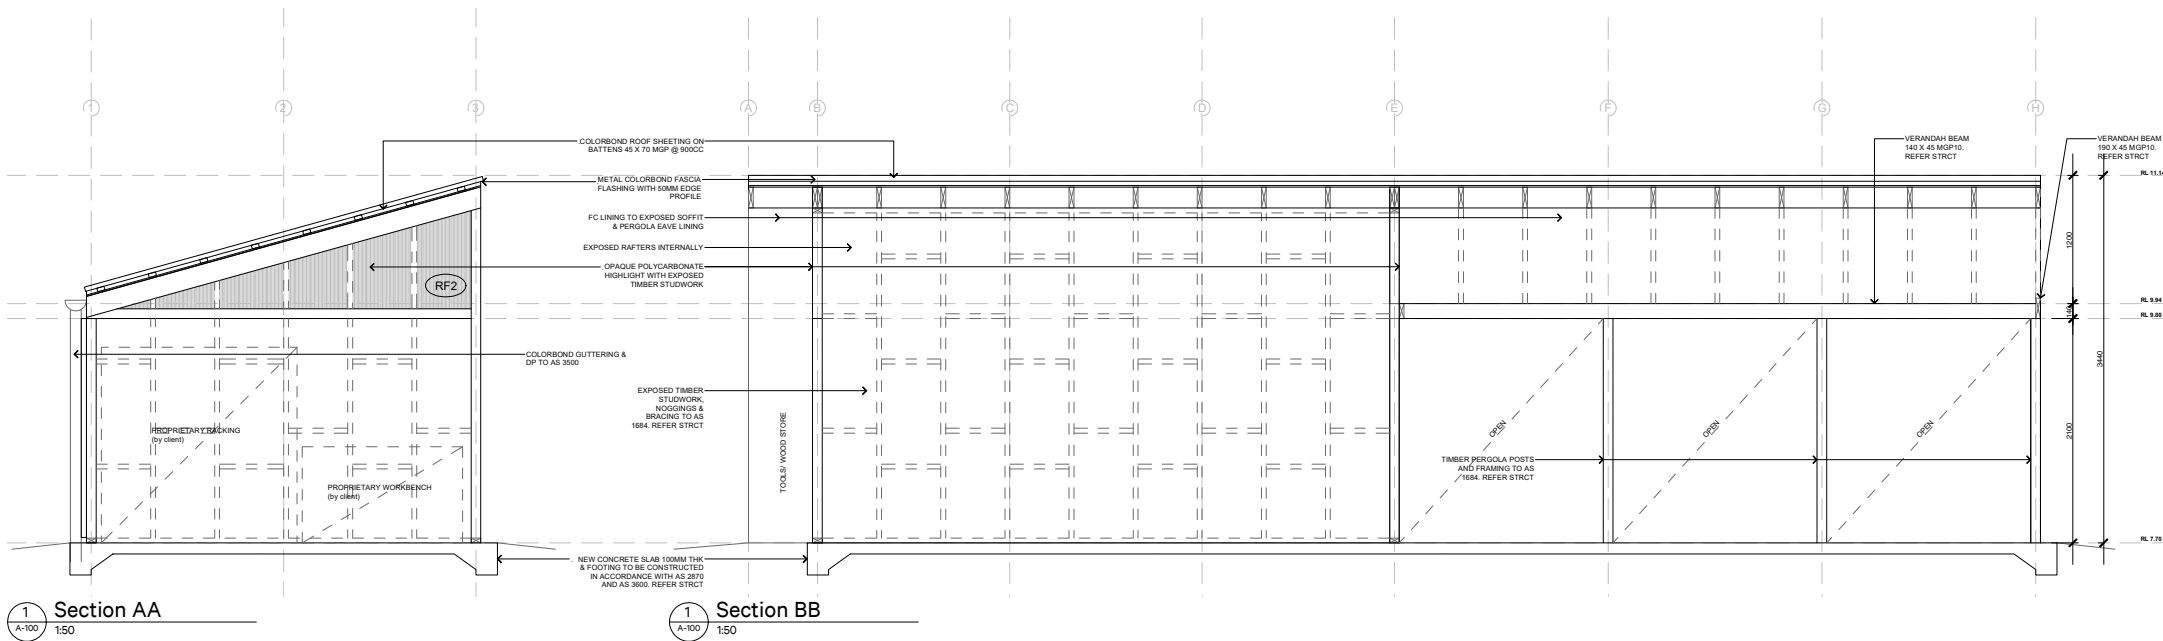 1
2
3
A
B
C
D
E
F
G
H
COLORBOND ROOF SHEETING ON
BATTENS 45 X 70 MGP @ 900CC
METAL COLORBOND FASCIA
FLASHING WITH 50MM EDGE
PROFILE
FC LINING TO EXPOSED SOFFIT
& PERGOLA EAVE LINING
EXPOSED RAFTERS INTERNALLY
OPAQUE POLYCARBONATE
HIGHLIGHT WITH EXPOSED
TIMBER STUDWORK
RF2
COLORBOND GUTTERING &
DP TO AS 3500
EXPOSED TIMBER
STUDWORK,
NOGGINGS &
BRACING TO AS
1684. REFER STRCT
PROPRIETARY RACKING
(by client)
PROPRIETARY WORKBENCH
(by client)
NEW CONCRETE SLAB 100MM THK
& FOOTING TO BE CONSTRUCTED
IN ACCORDANCE WITH AS 2870
AND AS 3600. REFER STRCT
TOOLS/ WOOD STORE
VERANDAH BEAM
140 X 45 MGP10.
REFER STRCT
VERANDAH BEAM
190 X 45 MGP10.
REFER STRCT
OPEN
OPEN
OPEN
TIMBER PERGOLA POSTS
AND FRAMING TO AS
1684. REFER STRCT
1200
140
2100
3440
RL 11.14
RL 9.94
RL 9.80
RL 7.70
1
A-100
Section AA
1:50
1
A-100
Section BB
1:50